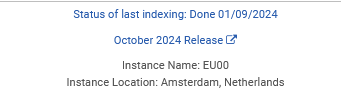 Status of last indexing: Done 01/09/2024
October 2024 Release
Instance Name: EU00
Instance Location: Amsterdam, Netherlands